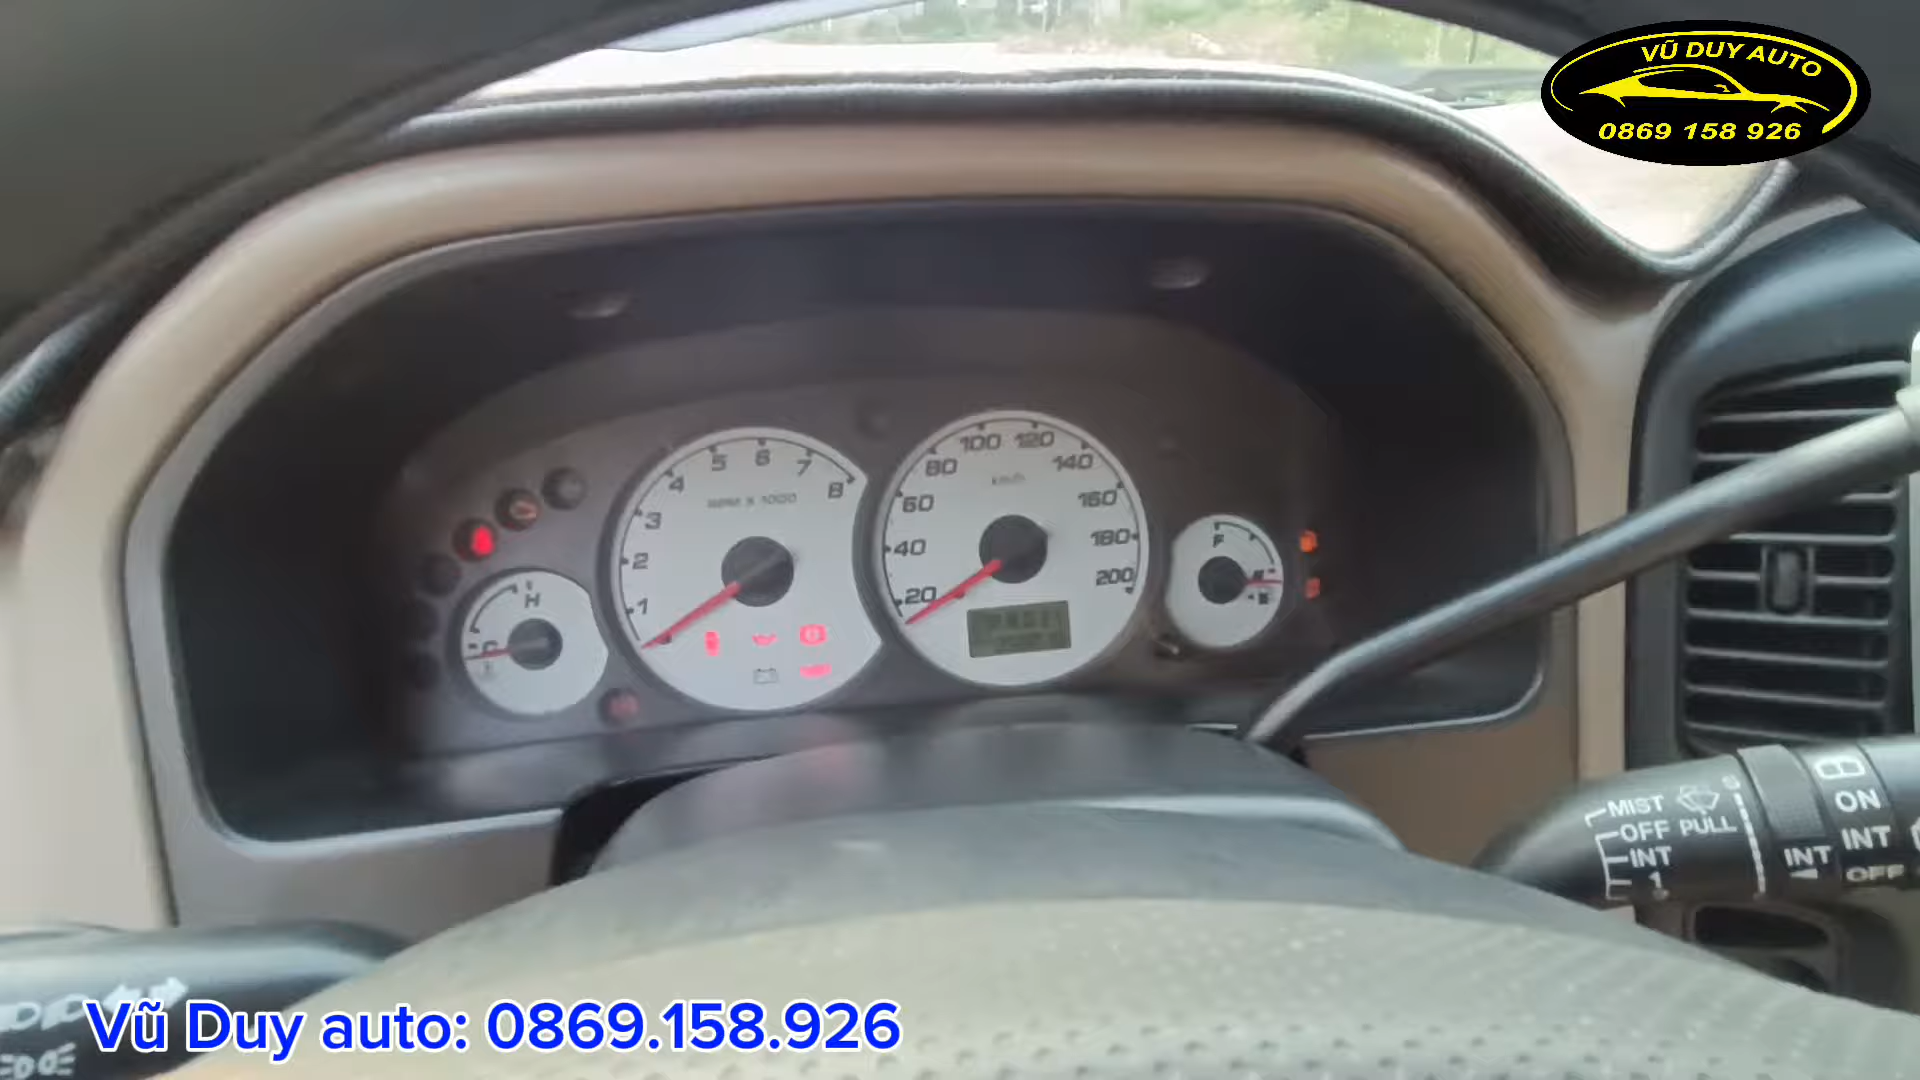 VŨ DUY AUTO
0869 158 926
1
2
3
4
5
6
7
8
RPM X 1000
20
40
60
80
100
120
140
160
180
200
km/h
H
C
F
MIST
OFF PULL
INT
1
ON
INT
INT
OFF
Vũ Duy auto: 0869.158.926